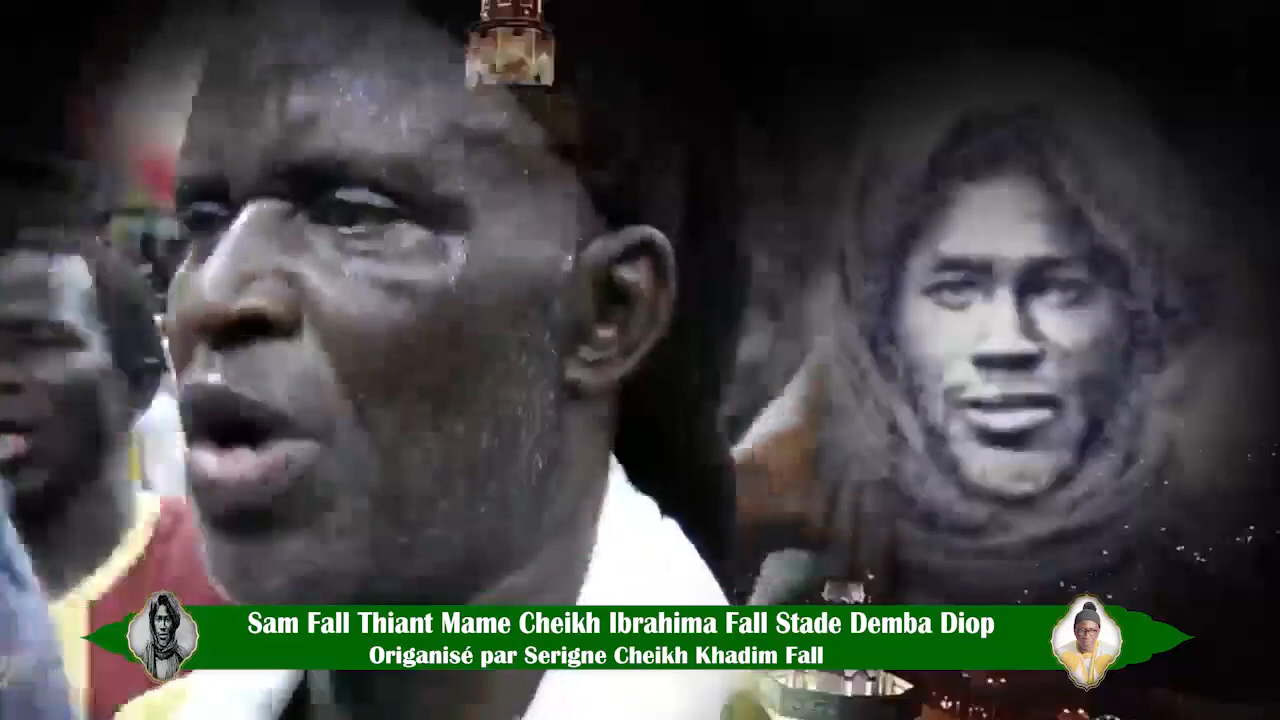 Sam Fall Thiant Mame Cheikh Ibrahima Fall Stade Demba Diop
Origanisé par Serigne Cheikh Khadim Fall